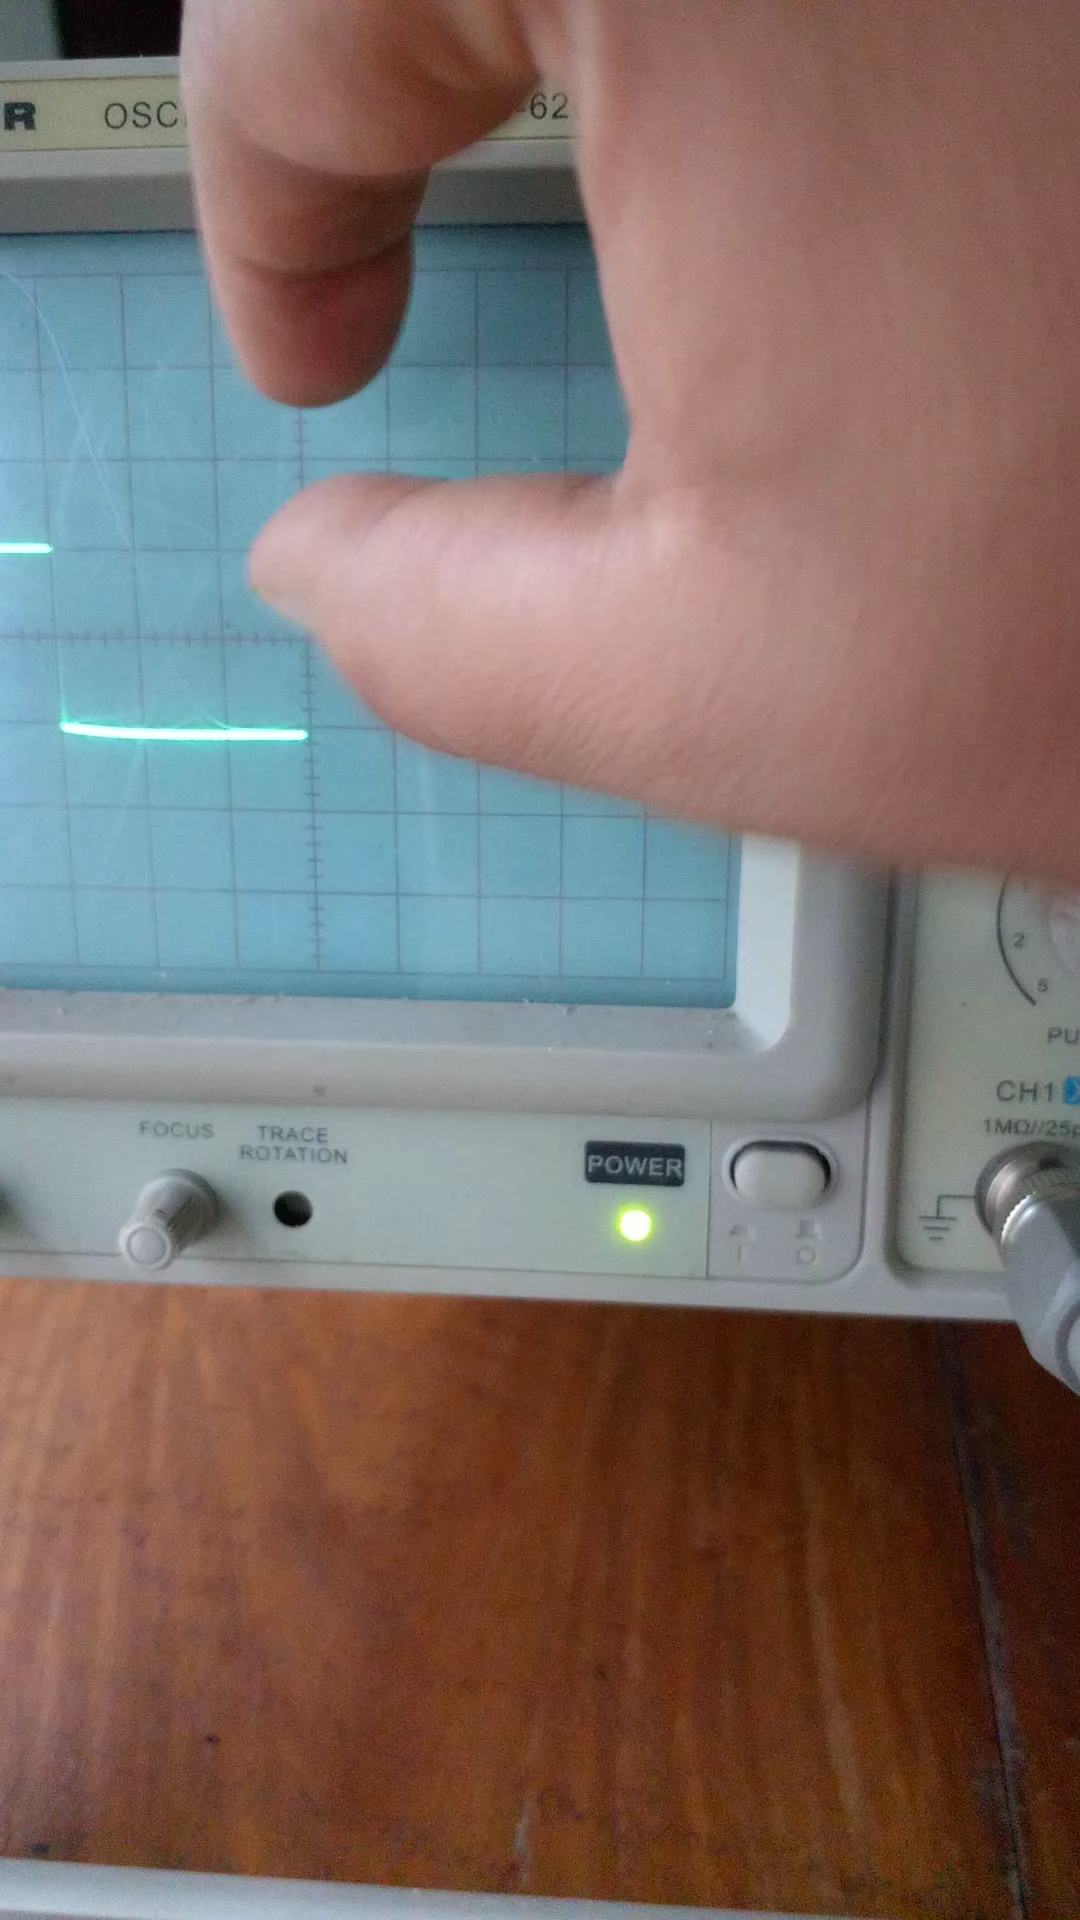 R OSC -62
2
5
PU
CH1 X
1MΩ//25p
FOCUS
TRACE
ROTATION
POWER